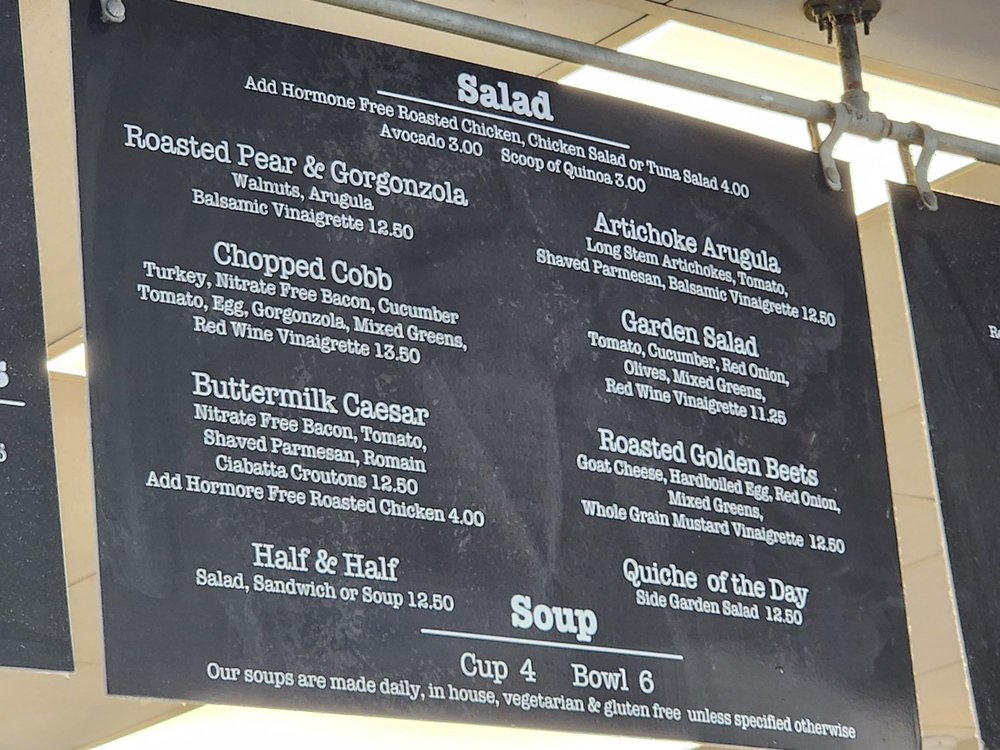 Salad
Add Hormone Free Roasted Chicken, Chicken Salad or Tuna Salad 4.00
Avocado 3.00 Scoop of Quinoa 3.00
Roasted Pear & Gorgonzola
Walnuts, Arugula
Balsamic Vinaigrette 12.50
Chopped Cobb
Turkey, Nitrate Free Bacon, Cucumber
Tomato, Egg, Gorgonzola, Mixed Greens,
Red Wine Vinaigrette 13.50
Buttermilk Caesar
Nitrate Free Bacon, Tomato,
Shaved Parmesan, Romain
Ciabatta Croutons 12.50
Add Hormore Free Roasted Chicken 4.00
Half & Half
Salad, Sandwich or Soup 12.50
Artichoke Arugula
Long Stem Artichokes, Tomato,
Shaved Parmesan, Balsamic Vinaigrette 12.50
Garden Salad
Tomato, Cucumber, Red Onion,
Olives, Mixed Greens,
Red Wine Vinaigrette 11.25
Roasted Golden Beets
Goat Cheese, Hardboiled Egg, Red Onion,
Mixed Greens,
Whole Grain Mustard Vinaigrette 12.50
Quiche of the Day
Side Garden Salad 12.50
Soup
Cup 4 Bowl 6
Our soups are made daily, in house, vegetarian & gluten free unless specified otherwise